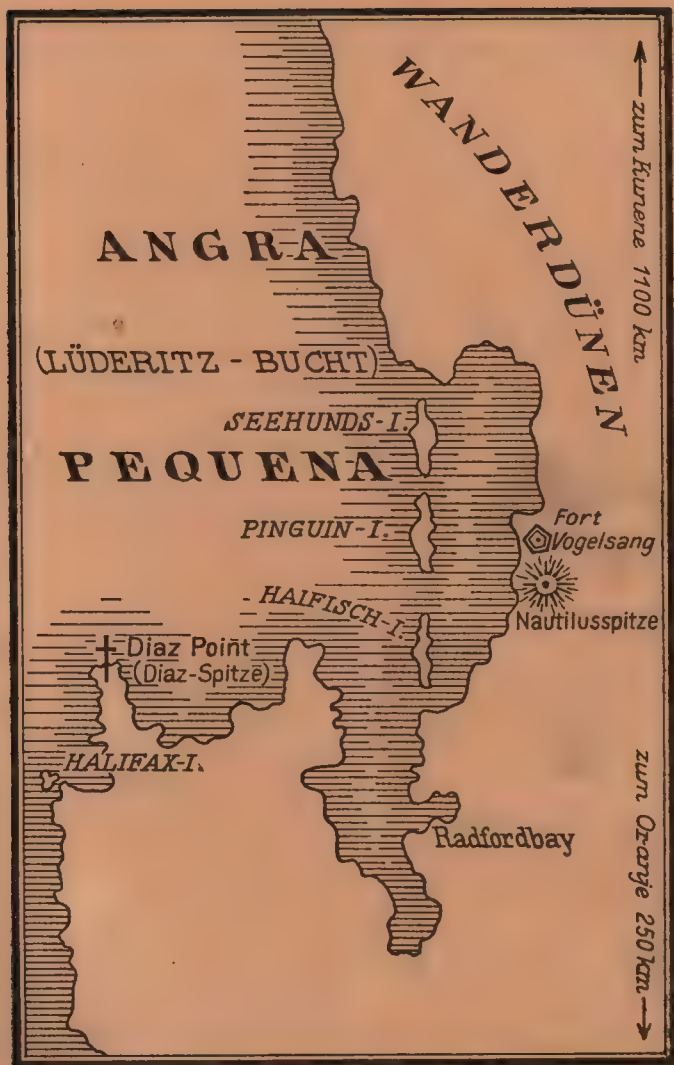 WANDERDÜNEN
zum Kunene 1100 km
ANGRA
(LÜDERITZ - BUCHT)
SEEHUNDS-I.
PEQUENA
PINGUIN-I.
Fort
Vogelsang
HAIFISCH-I.
Nautilusspitze
Diaz Point
(Diaz-Spitze)
HALIFAX-I.
Radfordbay
zum Oranje 250 km